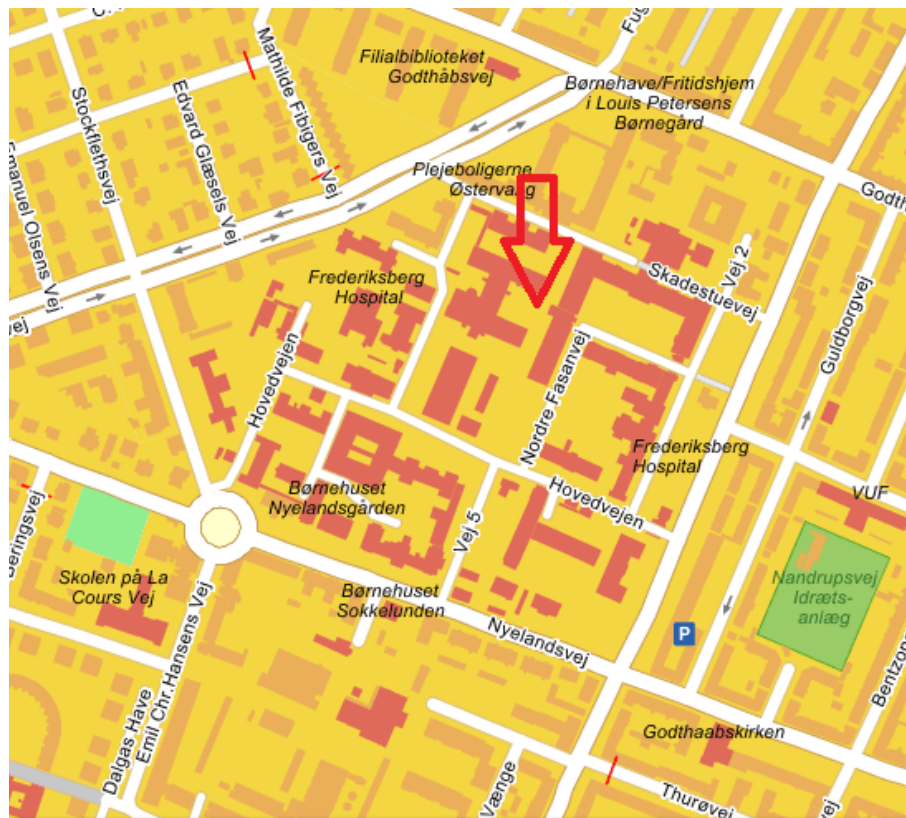 Mathilde Fibigers Vej
Filialbiblioteket
Godthåbsvej
Børnehave/Fritidshjem
i Louis Petersens
Børnegård
Stockflethsvej
Edvard Glæsels Vej
Emanuel Olsens Vej
Plejeboligerne
Østervang
Skadestuevej
Vej 2
Guldborgvej
Frederiksberg
Hospital
Hovedvejen
Nordre Fasanvej
Frederiksberg
Hospital
Hovedvejen
VUF
Børnehuset
Nyelandsgården
Vej 5
Beringsvej
Skolen på La
Cours Vej
Børnehuset
Sokkelunden
Nyelandsvej
P
Nandrupsvej
Idræts-
anlæg
Emil Chr.Hansens Vej
Dalgas Have
Godthaabskirken
Thurøvej
Vænge